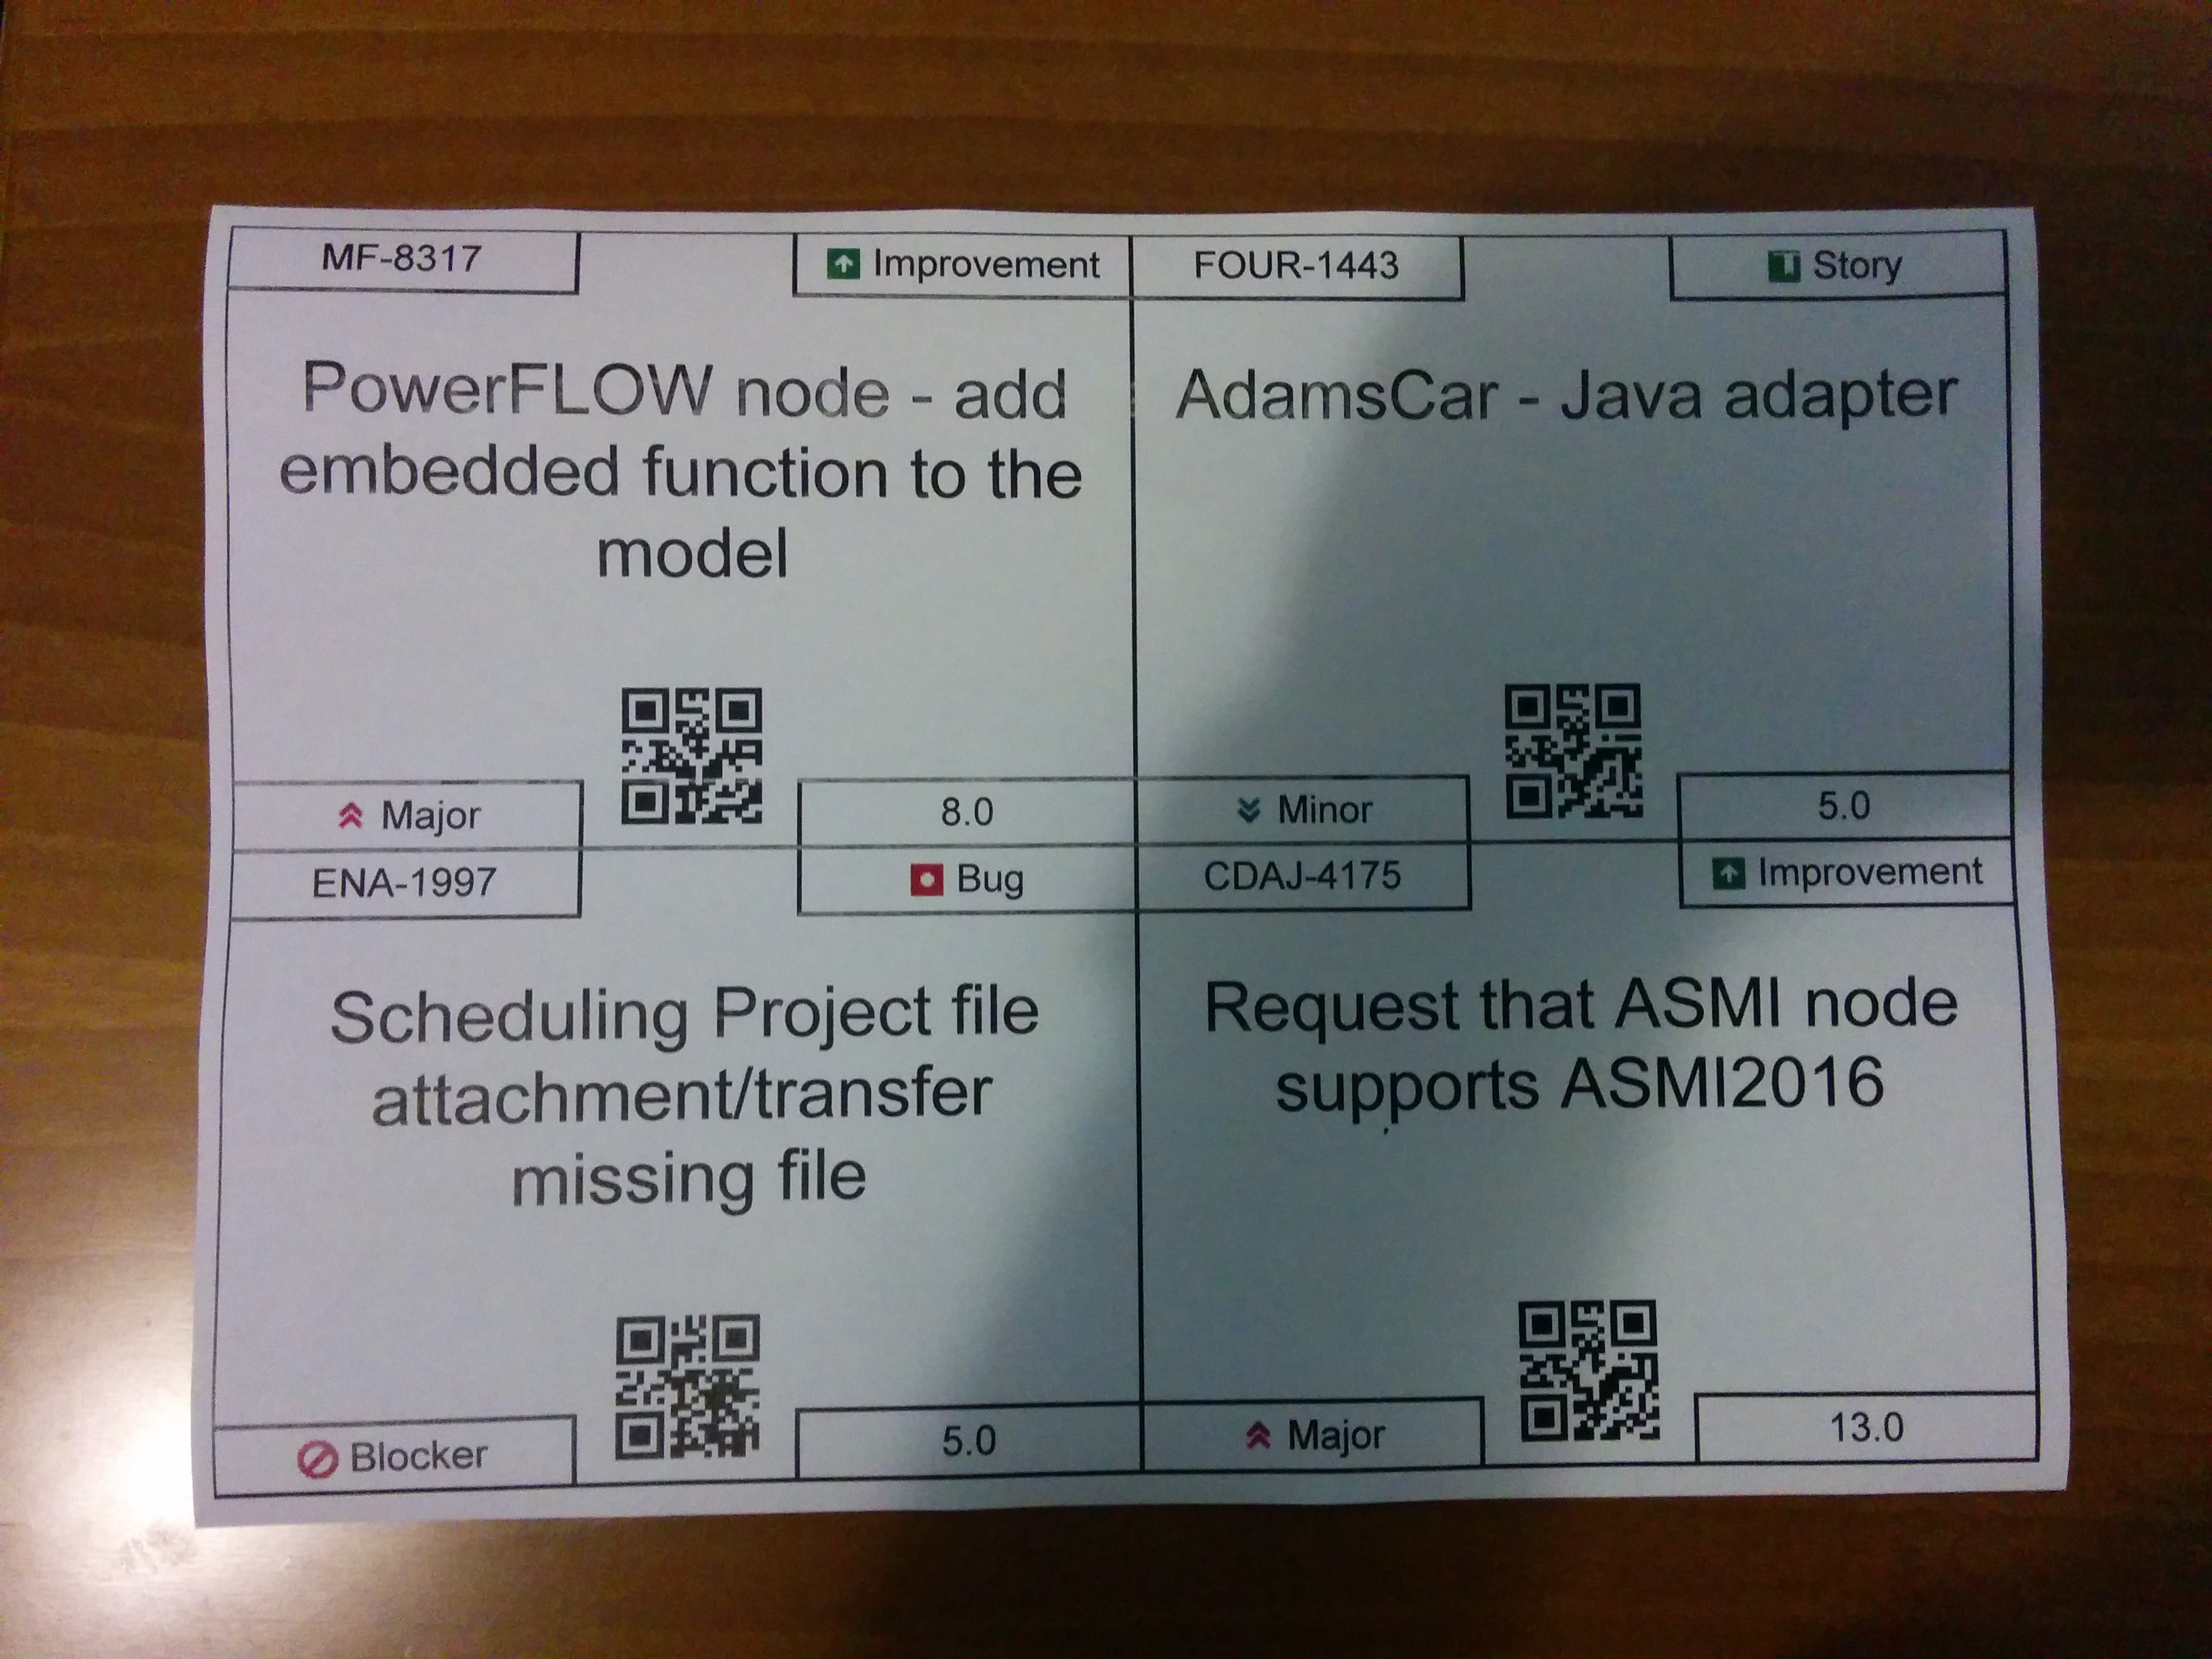 MF-8317
Improvement
PowerFLOW node - add
embedded function to the
model
Major
8.0
FOUR-1443
Story
AdamsCar - Java adapter
Minor
5.0
ENA-1997
Bug
Scheduling Project file
attachment/transfer
missing file
Blocker
5.0
CDAJ-4175
Improvement
Request that ASMI node
supports ASMI2016
Major
13.0